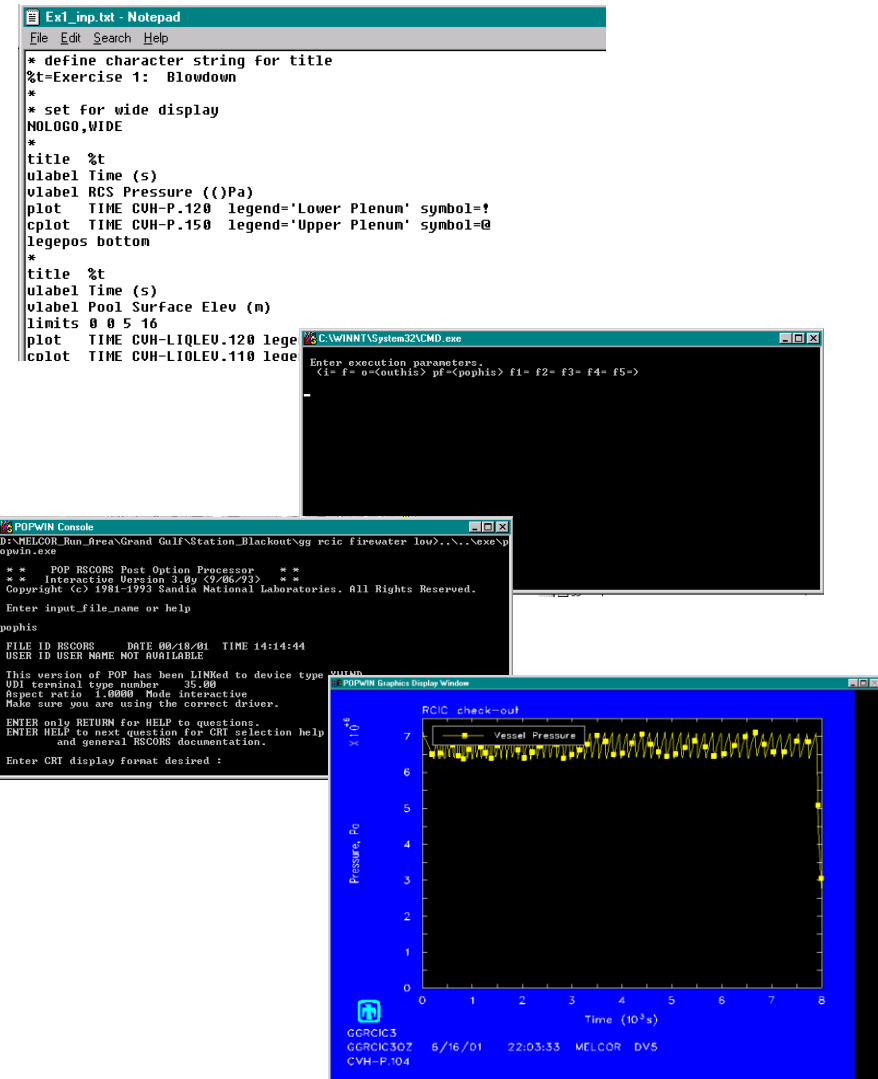 Ex1_inp.txt - Notepad
File Edit Search Help
* define character string for title
%t=Exercise 1:  Blowdown
*
* set for wide display
NOLOGO,WIDE
*
title  %t
ulabel Time (s)
vlabel RCS Pressure (()Pa)
plot   TIME CVH-P.120  legend='Lower Plenum' symbol=!
cplot  TIME CVH-P.150  legend='Upper Plenum' symbol=@
legepos bottom
*
title  %t
ulabel Time (s)
vlabel Pool Surface Elev (m)
limits 0 0 5 16
plot   TIME CVH-LIQLEV.120 lege
cplot  TIME CVH-LIQLEV.110 lege
C:\WINNT\System32\CMD.exe
Enter execution parameters.
(i= f= o=<outhis> pf=<pophis> f1= f2= f3= f4= f5=>
POPWIN Console
D:\MELCOR_Run_Area\Grand Gulf\Station_Blackout\gg rcic firewater low>..\..\exe\p
opwin.exe
* *    POP RSCORS Post Option Processor    * *
* *   Interactive Version 3.0y <9/06/93>   * *
Copyright <c> 1981-1993 Sandia National Laboratories. All Rights Reserved.
Enter input_file_name or help
pophis
FILE ID RSCORS     DATE 00/18/01  TIME 14:14:44
USER ID USER NAME NOT AVAILABLE
This version of POP has been LINKed to device type
VDI terminal type number    35.00
Aspect ratio  1.0000  Mode interactive
Make sure you are using the correct driver.
ENTER only RETURN for HELP to questions.
ENTER HELP to next question for CRT selection help
and general RSCORS documentation.
Enter CRT display format desired :
POPWIN Graphics Display Window
RCIC check-out
×10⁺⁶
Vessel Pressure
7
6
5
4
3
2
1
0
Pressure, Pa
0 1 2 3 4 5 6 7 8
Time (10³s)
GGRCIC3
GGRCIC3OZ  6/16/01  22:03:33  MELCOR  DV5
CVH-P.104